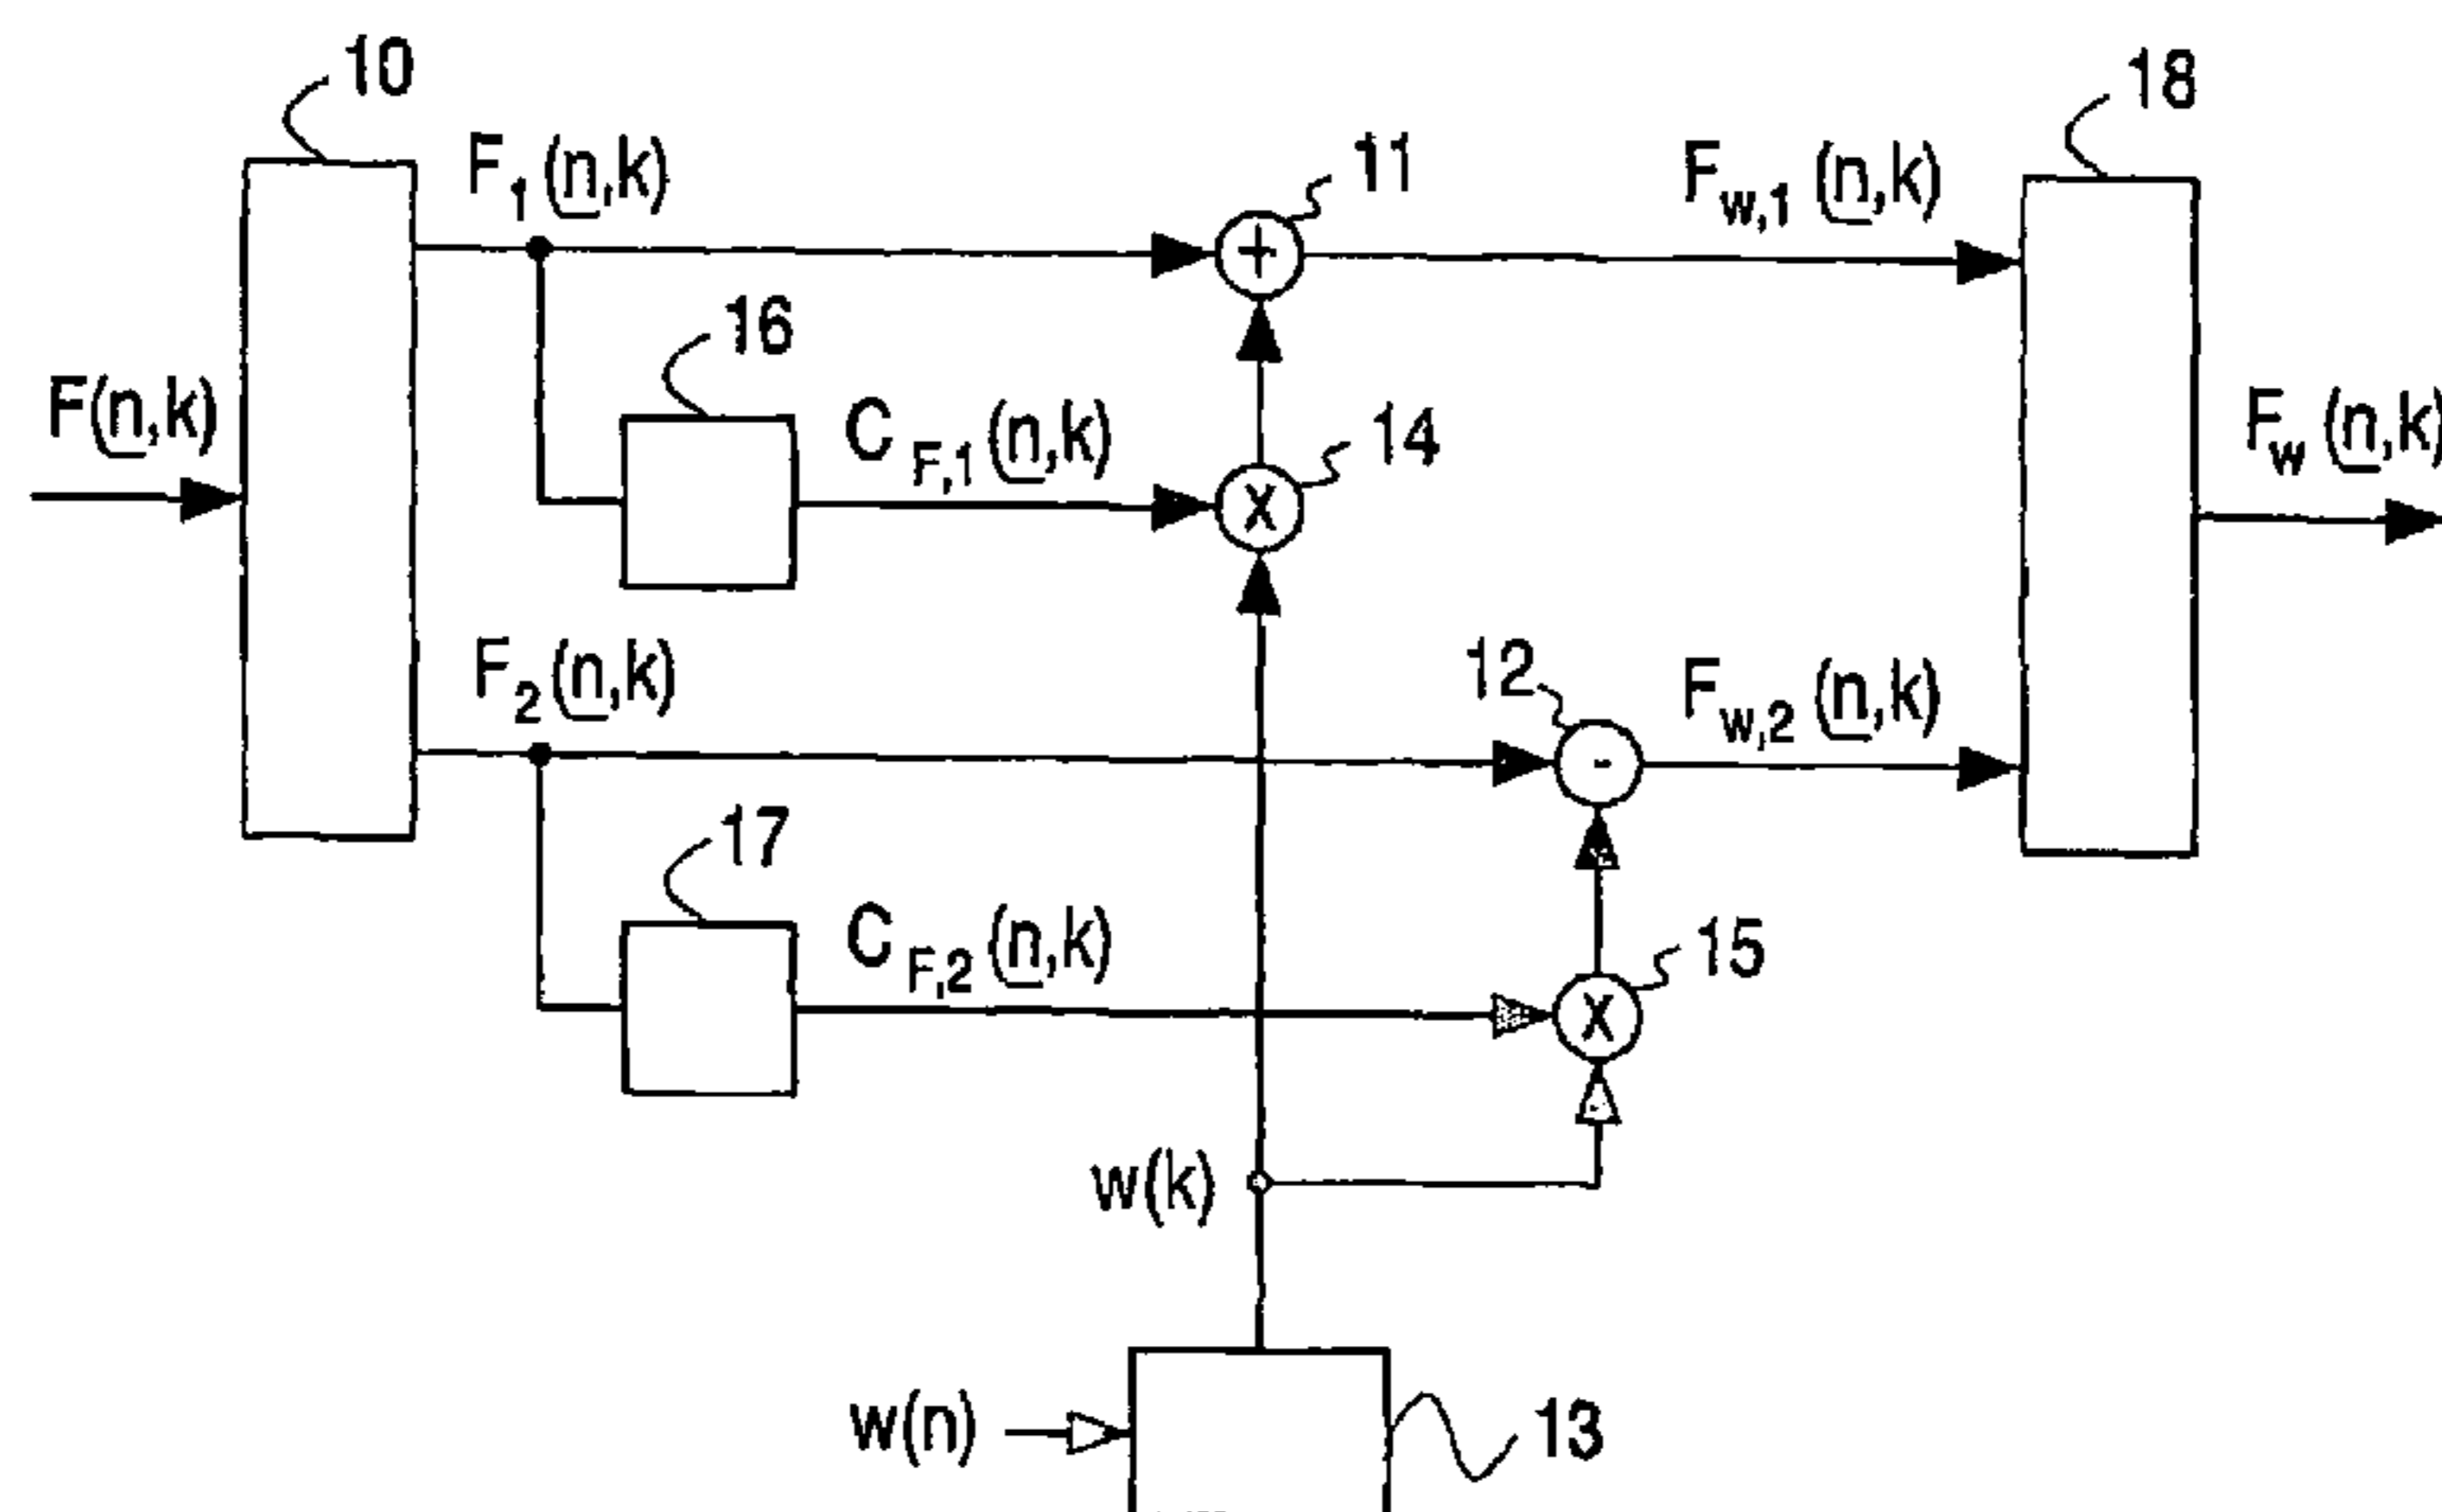 10
18
F1(n,k)
11
Fw,1(n,k)
+
16
F(n,k)
CF,1(n,k)
14
Fw(n,k)
X
F2(n,k)
12
Fw,2(n,k)
-
17
CF,2(n,k)
15
X
w(k)
w(n)
13